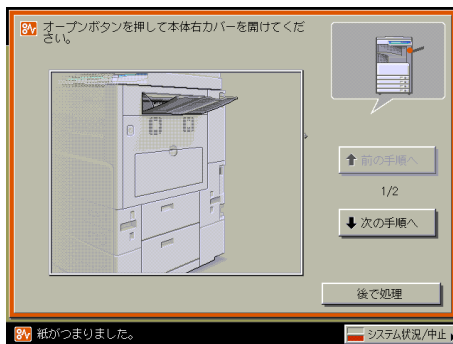 オープンボタンを押して本体右カバーを開けてくだ
さい。
前の手順へ
1/2
次の手順へ
後で処理
紙がつまりました。
システム状況/中止